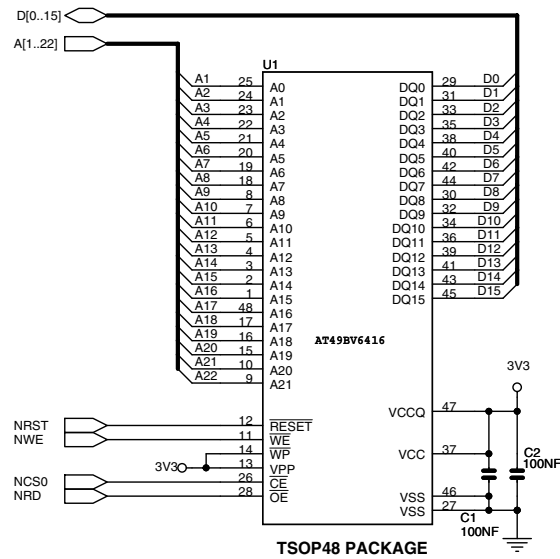 D[0..15]
A[1..22]
U1
A1 25 A0 DQ0 29 D0
A2 24 A1 DQ1 31 D1
A3 23 A2 DQ2 33 D2
A4 22 A3 DQ3 35 D3
A5 21 A4 DQ4 38 D4
A6 20 A5 DQ5 40 D5
A7 19 A6 DQ6 42 D6
A8 18 A7 DQ7 44 D7
A9 8 A8 DQ8 30 D8
A10 7 A9 DQ9 32 D9
A11 6 A10 DQ10 34 D10
A12 5 A11 DQ11 36 D11
A13 4 A12 DQ12 39 D12
A14 3 A13 DQ13 41 D13
A15 2 A14 DQ14 43 D14
A16 1 A15 DQ15 45 D15
A17 48 A16
A18 17 A17
A19 16 A18
A20 15 A19
A21 10 A20
A22 9 A21
AT49BV6416
3V3
NRST 12 RESET VCCQ 47
NWE 11 WE
14 WP
3V3 13 VPP VCC 37
NCS0 26 CE
NRD 28 OE
VSS 46
VSS 27
C2
100NF
C1
100NF
TSOP48 PACKAGE